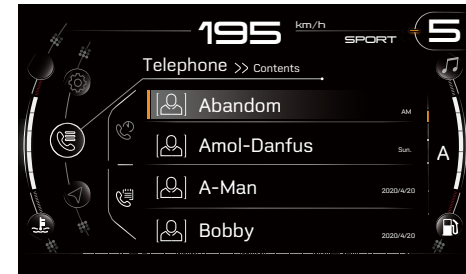 195 km/h SPORT 5
Telephone >> Contents
Abandom AM
Amol-Danfus Sun.
A
A-Man 2020/4/20
Bobby 2020/4/20